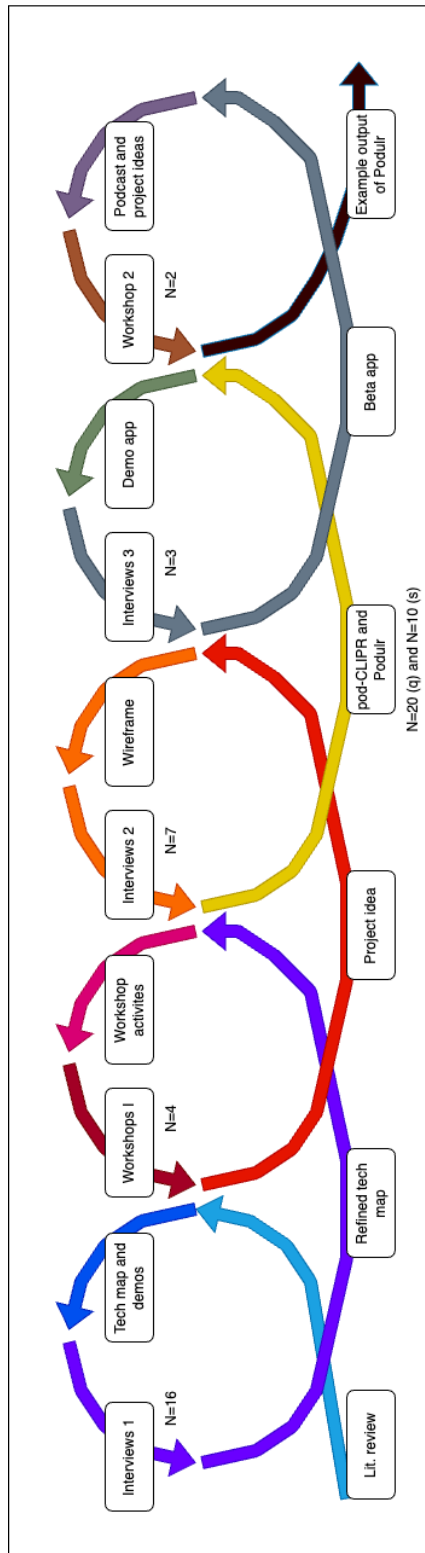 Interviews 1
N=16
Tech map and
demos
Workshops I
N=4
Workshop
activites
Interviews 2
N=7
Wireframe
Interviews 3
N=3
Demo app
Workshop 2
N=2
Podcast and
project ideas
Lit. review
Refined tech
map
Project idea
pod-CLIPR and
Podulr
N=20 (q) and N=10 (s)
Beta app
Example output
of Podulr